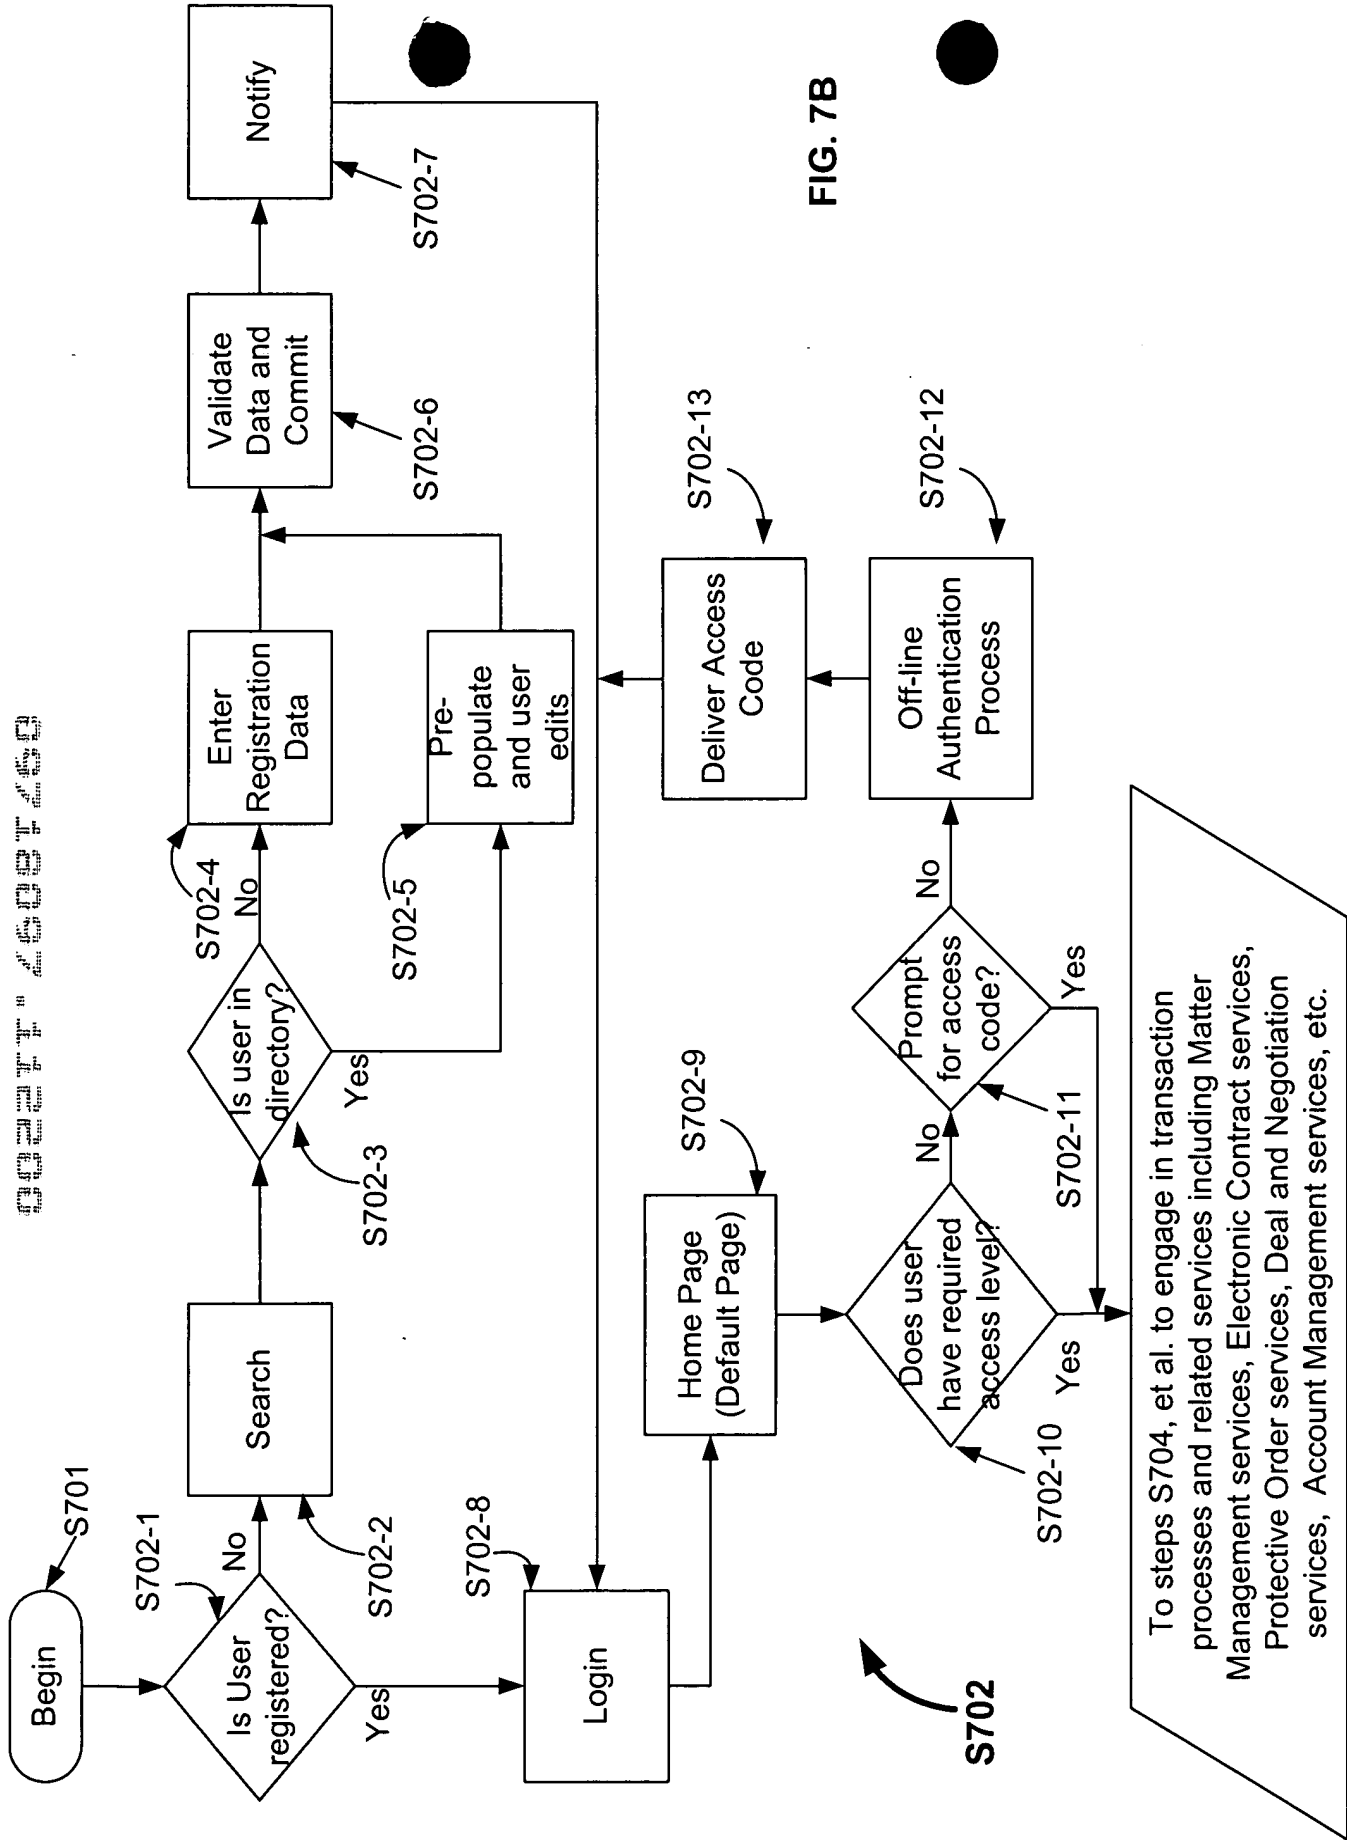 Begin
S701
Is User
registered?
S702-1
No
Yes
Search
S702-2
Is user in
directory?
S702-3
No
Yes
Enter
Registration
Data
S702-4
Pre-
populate
and user
edits
S702-5
Validate
Data and
Commit
S702-6
Notify
S702-7
Login
S702-8
Home Page
(Default Page)
S702-9
Does user
have required
access level?
S702-10
No
Yes
Prompt
for access
code?
S702-11
No
Yes
Off-line
Authentication
Process
S702-12
Deliver Access
Code
S702-13
To steps S704, et al. to engage in transaction
processes and related services including Matter
Management services, Electronic Contract services,
Protective Order services, Deal and Negotiation
services, Account Management services, etc.
S702
FIG. 7B